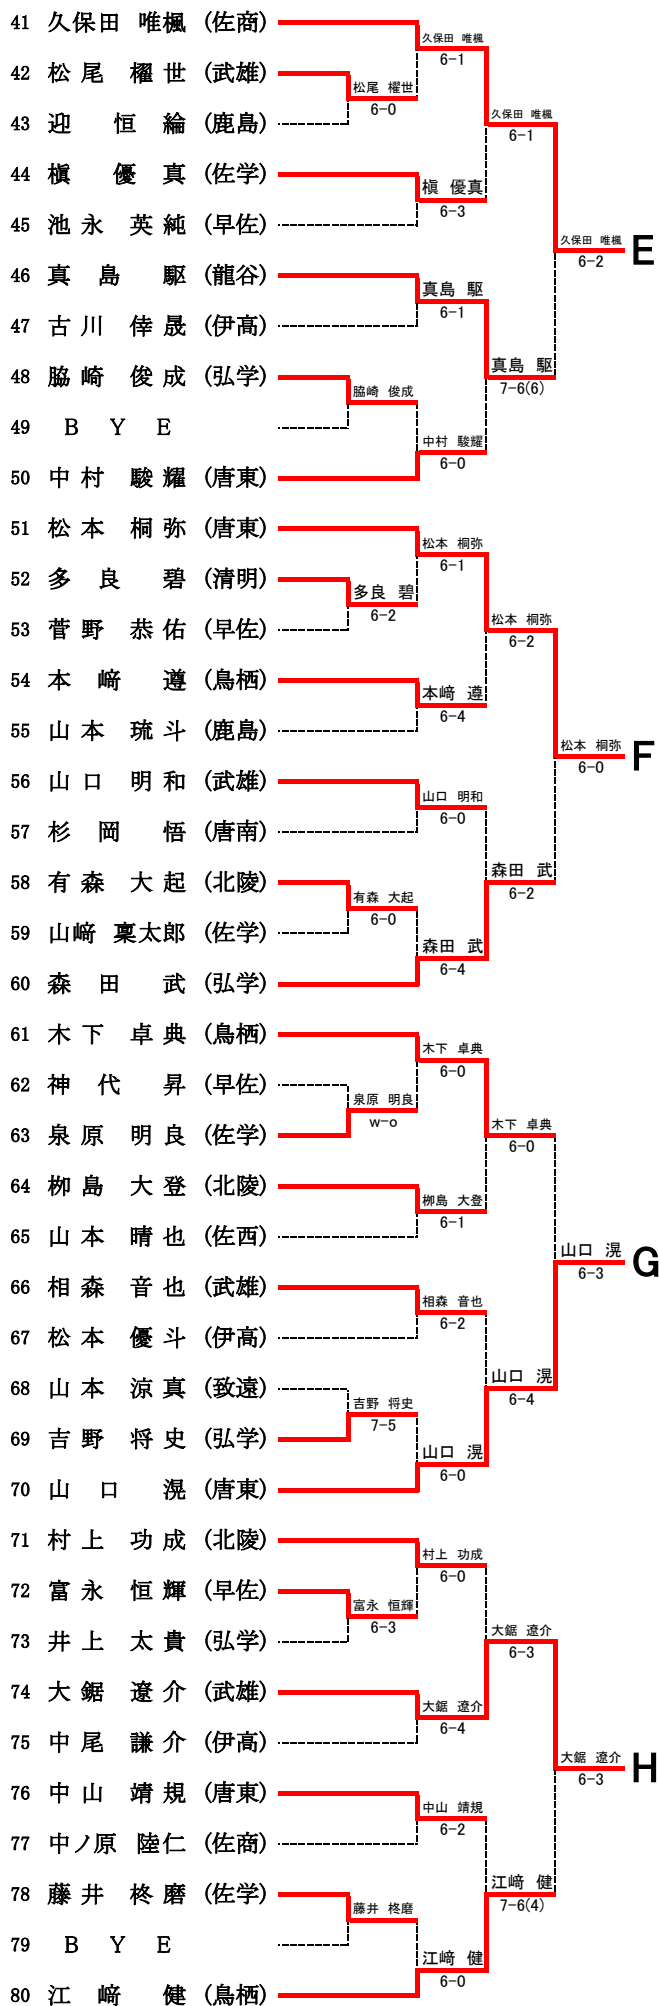 41 久保田 唯楓 (佐商)
久保田 唯楓
6-1
42 松尾 櫂世 (武雄)
松尾 櫂世
6-0
43 迎 恒綸 (鹿島)
久保田 唯楓
6-1
44 槇 優真 (佐学)
槇 優真
6-3
45 池永 英純 (早佐)
久保田 唯楓
6-2
E
46 真島 駆 (龍谷)
真島 駆
6-1
47 古川 倖晟 (伊高)
真島 駆
7-6(6)
48 脇崎 俊成 (弘学)
脇崎 俊成
49 BYE
中村 駿耀
6-0
50 中村 駿耀 (唐東)
51 松本 桐弥 (唐東)
松本 桐弥
6-1
52 多良 碧 (清明)
多良 碧
6-2
53 菅野 恭佑 (早佐)
松本 桐弥
6-2
54 本﨑 遵 (鳥栖)
本﨑 遵
6-4
55 山本 琉斗 (鹿島)
松本 桐弥
6-0
F
56 山口 明和 (武雄)
山口 明和
6-0
57 杉岡 悟 (唐南)
森田 武
6-2
58 有森 大起 (北陵)
有森 大起
6-0
59 山﨑 稟太郎 (佐学)
森田 武
6-4
60 森田 武 (弘学)
61 木下 卓典 (鳥栖)
木下 卓典
6-0
62 神代 昇 (早佐)
泉原 明良
w-o
63 泉原 明良 (佐学)
木下 卓典
6-0
64 栁島 大登 (北陵)
栁島 大登
6-1
65 山本 晴也 (佐西)
山口 滉
6-3
G
66 相森 音也 (武雄)
相森 音也
6-2
67 松本 優斗 (伊高)
山口 滉
6-4
68 山本 涼真 (致遠)
吉野 将史
7-5
69 吉野 将史 (弘学)
山口 滉
6-0
70 山口 滉 (唐東)
71 村上 功成 (北陵)
村上 功成
6-0
72 富永 恒輝 (早佐)
富永 恒輝
6-3
73 井上 太貴 (弘学)
大鋸 遼介
6-3
74 大鋸 遼介 (武雄)
大鋸 遼介
6-4
75 中尾 謙介 (伊高)
大鋸 遼介
6-3
H
76 中山 靖規 (唐東)
中山 靖規
6-2
77 中ノ原 陸仁 (佐商)
江﨑 健
7-6(4)
78 藤井 柊磨 (佐学)
藤井 柊磨
79 BYE
江﨑 健
6-0
80 江﨑 健 (鳥栖)